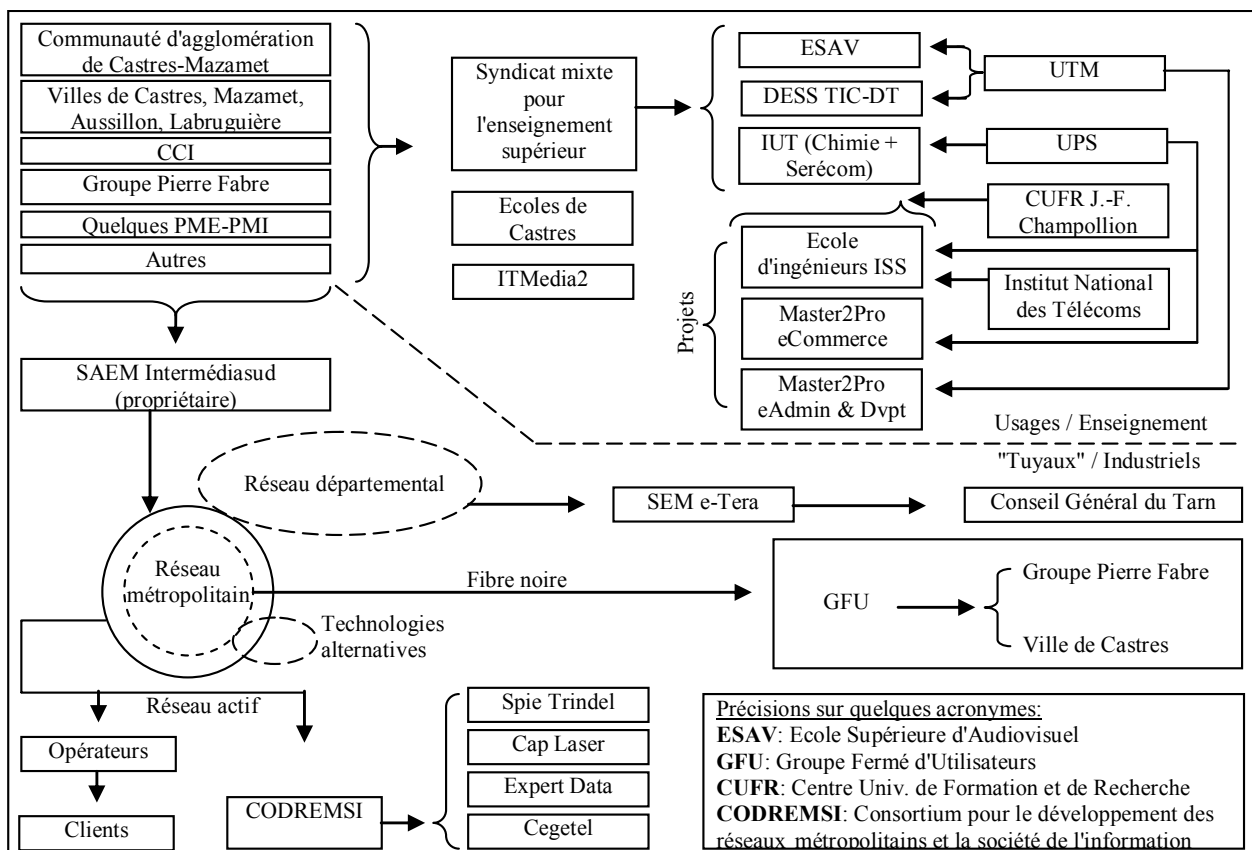 Communauté d'agglomération
de Castres-Mazamet
Villes de Castres, Mazamet,
Aussillon, Labruguière
CCI
Groupe Pierre Fabre
Quelques PME-PMI
Autres
Syndicat mixte
pour
l'enseignement
supérieur
Ecoles de
Castres
ITMedia2
ESAV
DESS TIC-DT
IUT (Chimie +
Serécom)
UTM
UPS
CUFR J.-F.
Champollion
Institut National
des Télécoms
Projets
Ecole
d'ingénieurs ISS
Master2Pro
eCommerce
Master2Pro
eAdmin & Dvpt
Usages / Enseignement
"Tuyaux" / Industriels
SAEM Intermédiasud
(propriétaire)
Réseau départemental
SEM e-Tera
Conseil Général du Tarn
Réseau
métropolitain
Fibre noire
GFU
Groupe Pierre Fabre
Ville de Castres
Technologies
alternatives
Réseau actif
Opérateurs
Clients
CODREMSI
Spie Trindel
Cap Laser
Expert Data
Cegetel
Précisions sur quelques acronymes:
ESAV: Ecole Supérieure d'Audiovisuel
GFU: Groupe Fermé d'Utilisateurs
CUFR: Centre Univ. de Formation et de Recherche
CODREMSI: Consortium pour le développement des
réseaux métropolitains et la société de l'information